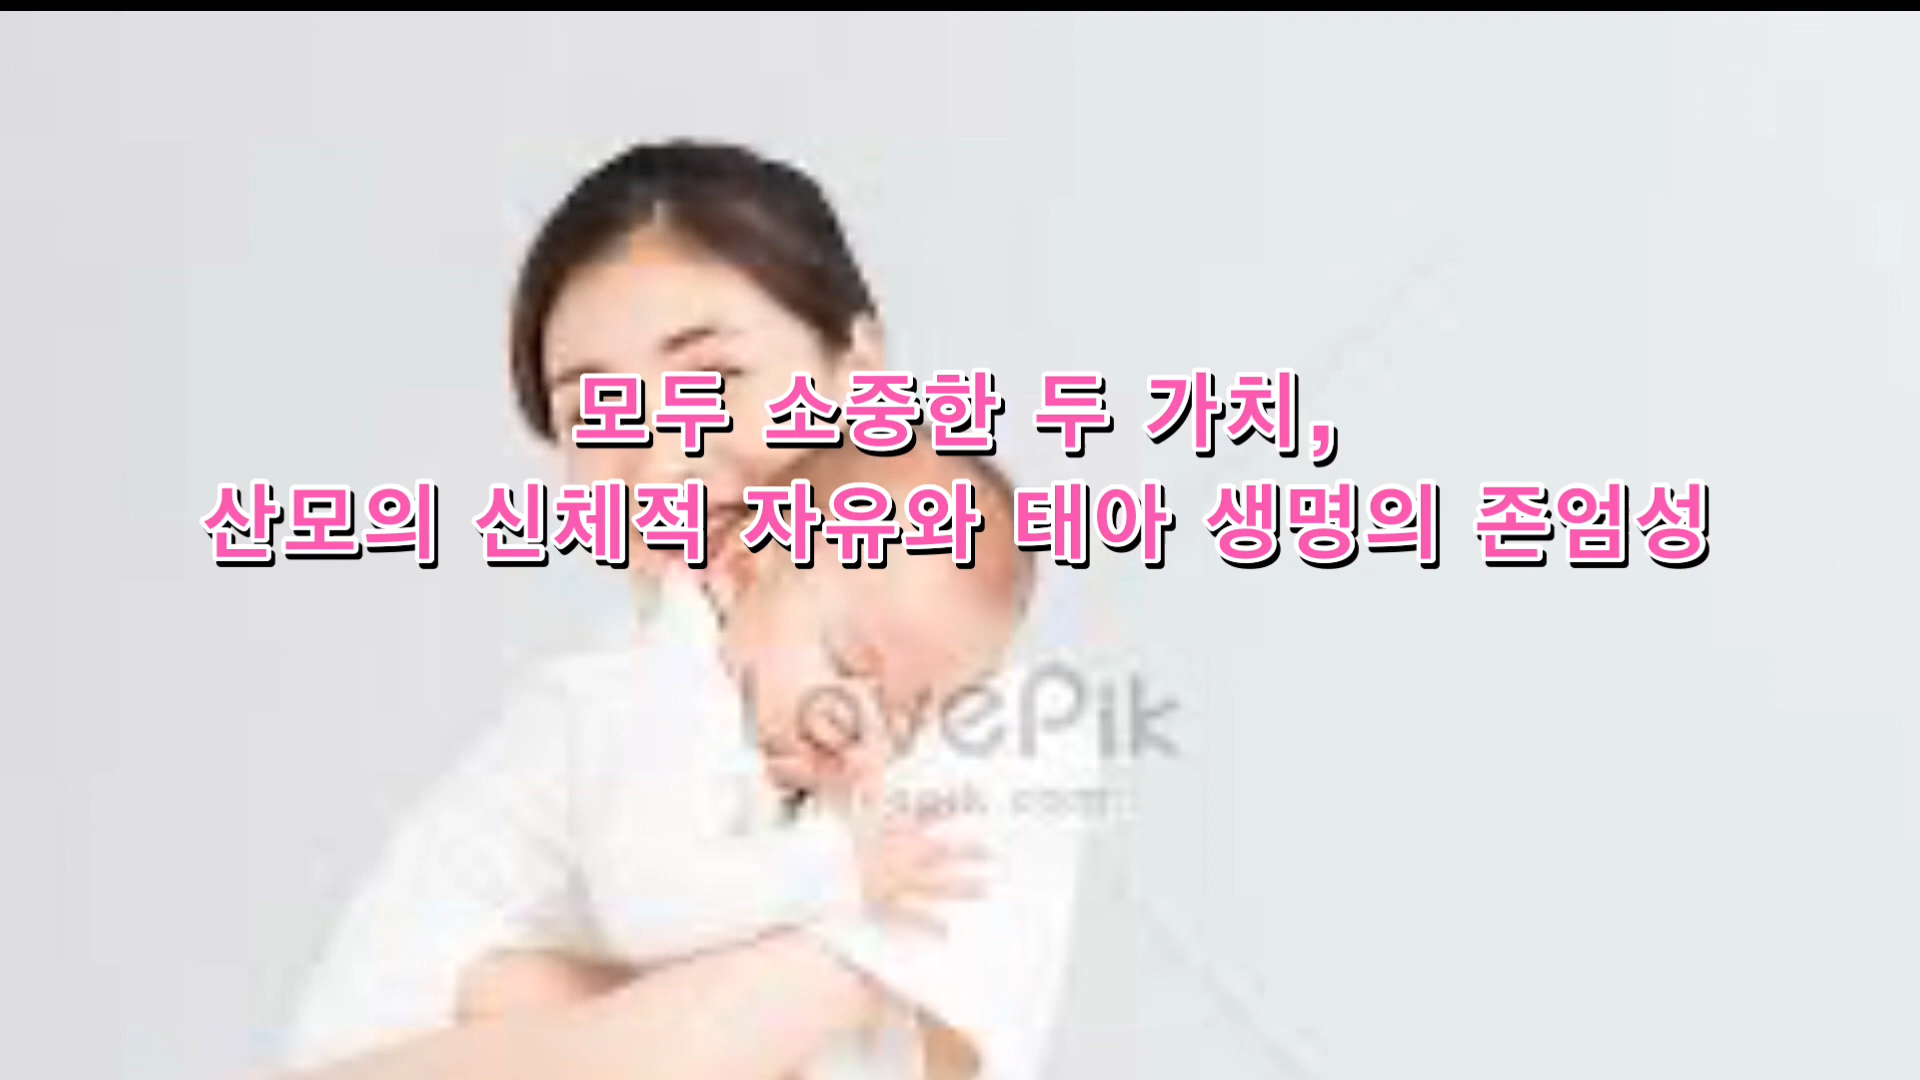 모두 소중한 두 가치,
산모의 신체적 자유와 태아 생명의 존엄성
LovePik